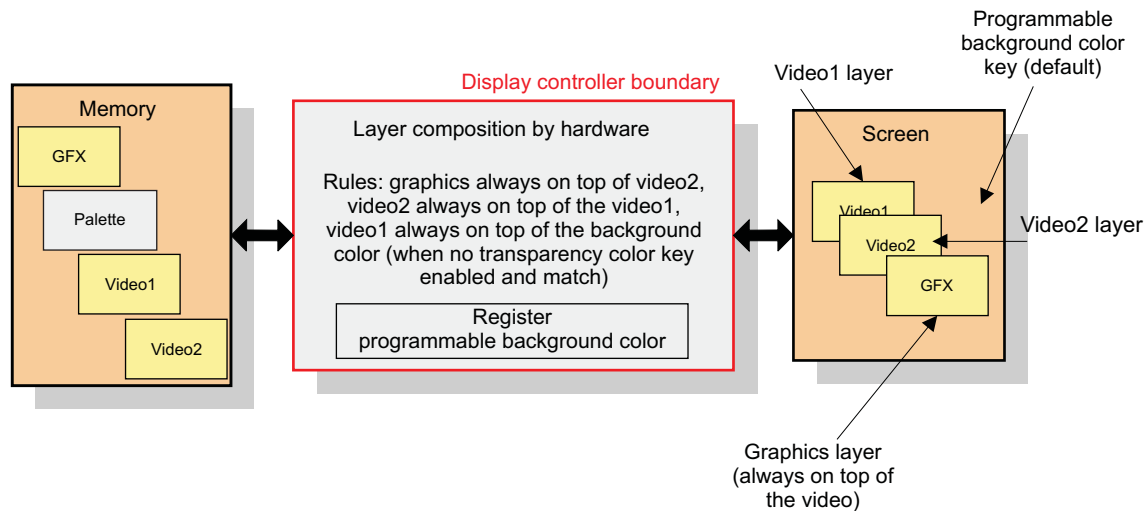 Programmable
background color
key (default)
Display controller boundary
Video1 layer
Memory
GFX
Palette
Video1
Video2
Layer composition by hardware
Rules: graphics always on top of video2,
video2 always on top of the video1,
video1 always on top of the background
color (when no transparency color key
enabled and match)
Register
programmable background color
Screen
Video1
Video2
GFX
Video2 layer
Graphics layer
(always on top of
the video)